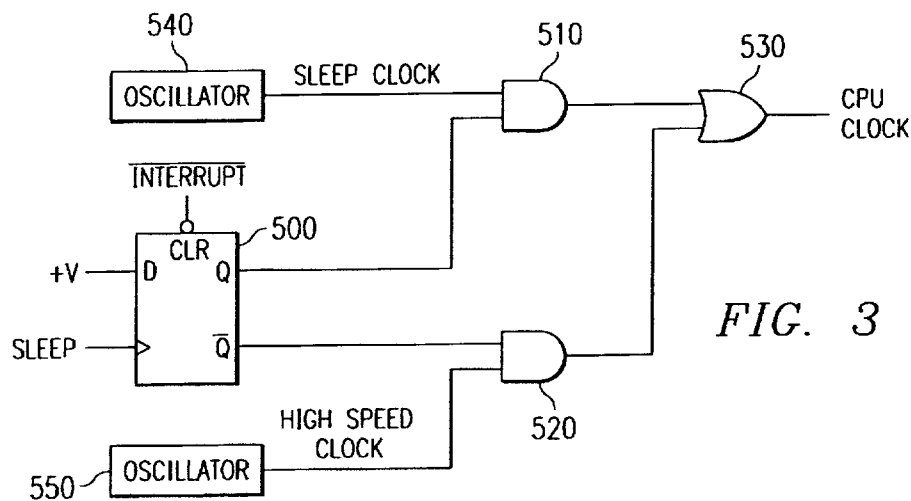 540
510
530
OSCILLATOR
SLEEP CLOCK
CPU
CLOCK
INTERRUPT
500
CLR
+V
D
Q
SLEEP
Q
FIG. 3
520
HIGH SPEED
CLOCK
550
OSCILLATOR